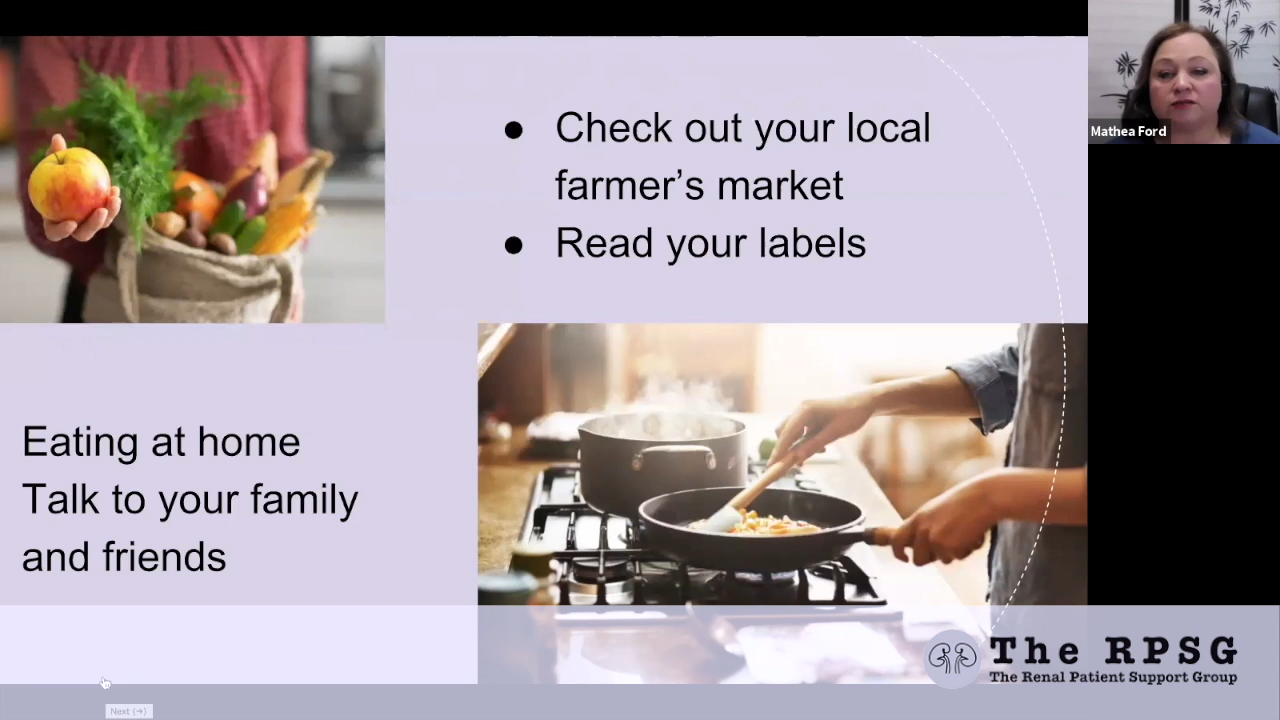 Mathea Ford
● Check out your local
farmer’s market
● Read your labels
Eating at home
Talk to your family
and friends
The RPSG
The Renal Patient Support Group
Next (→)